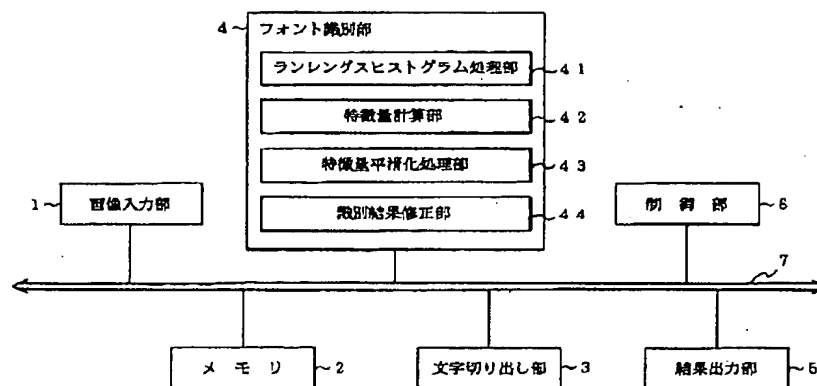 4 フォント識別部
ランレングスヒストグラム処理部 41
特徴量計算部 42
特徴量平滑化処理部 43
識別結果修正部 44
1 画像入力部
制御部 6
7
メモリ 2
文字切り出し部 3
結果出力部 5